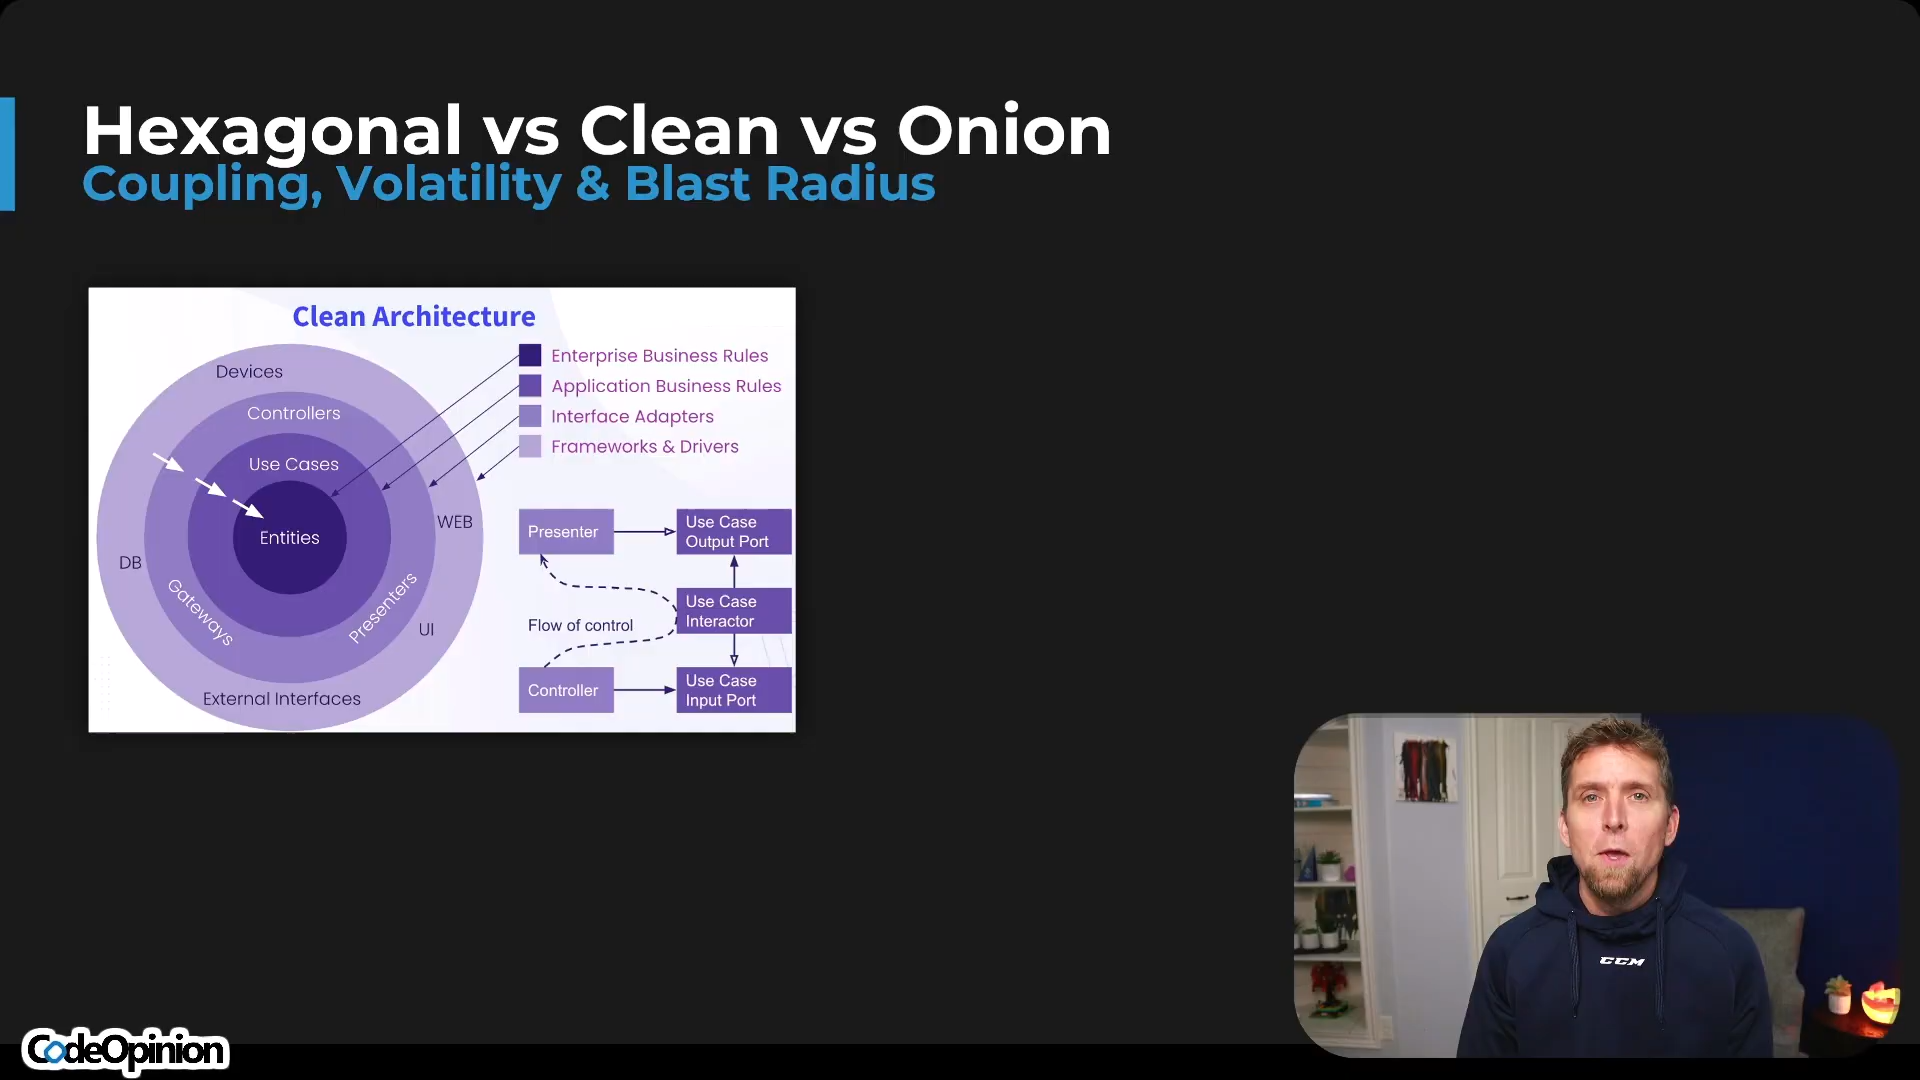 Hexagonal vs Clean vs Onion
Coupling, Volatility & Blast Radius
Clean Architecture
Devices
Controllers
Use Cases
Entities
DB
WEB
Gateways
Presenters
UI
External Interfaces
Enterprise Business Rules
Application Business Rules
Interface Adapters
Frameworks & Drivers
Presenter
Use Case
Output Port
Use Case
Interactor
Flow of control
Controller
Use Case
Input Port
CCM
CodeOpinion